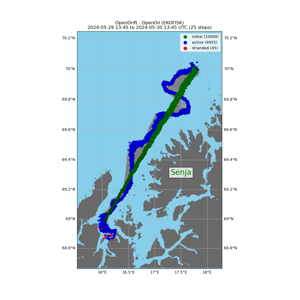 OpenDrift - OpenOil (EKOFISK)
2024-05-29 13:45 to 2024-05-30 13:45 UTC (25 steps)
initial (10000)
active (9955)
stranded (45)
70.2°N
70.2°N
70°N
70°N
69.8°N
69.8°N
69.6°N
69.6°N
69.4°N
69.4°N
Senja
69.2°N
69.2°N
69°N
69°N
68.8°N
68.8°N
16°E
16.5°E
17°E
17.5°E
18°E